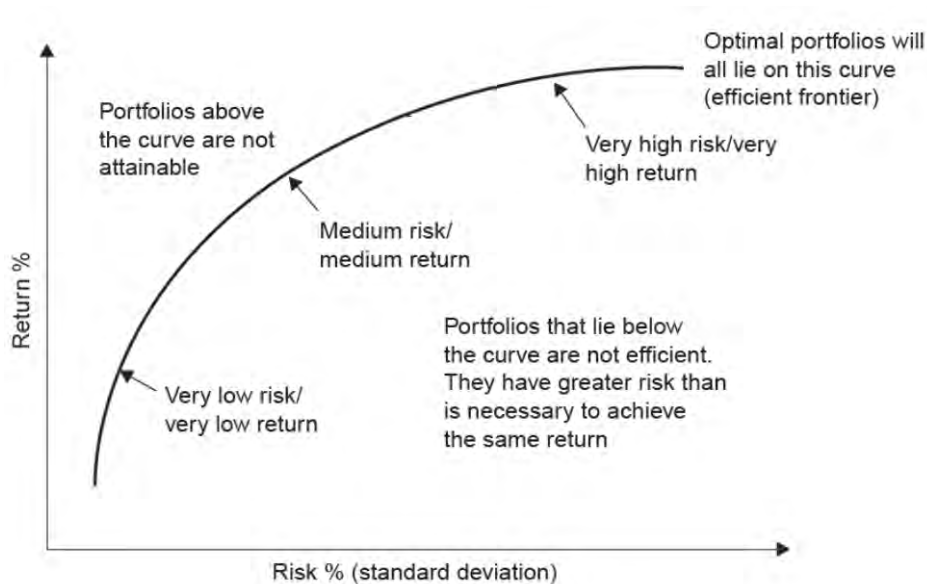 Optimal portfolios will
all lie on this curve
(efficient frontier)
Portfolios above
the curve are not
attainable
Very high risk/very
high return
Medium risk/
medium return
Return %
Portfolios that lie below
the curve are not efficient.
They have greater risk than
is necessary to achieve
the same return
Very low risk/
very low return
Risk % (standard deviation)